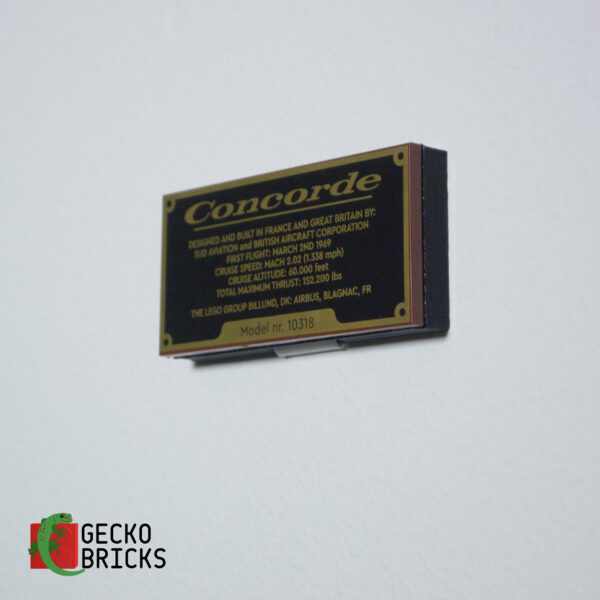 Concorde
DESIGNED AND BUILT IN FRANCE AND GREAT BRITAIN BY:
SUD AVIATION and BRITISH AIRCRAFT CORPORATION
FIRST FLIGHT: MARCH 2ND 1969
CRUISE SPEED: MACH 2.02 (1.338 mph)
CRUISE ALTITUDE: 60.000 feet
TOTAL MAXIMUM THRUST: 152.200 lbs
THE LEGO GROUP BILLUND, DK: AIRBUS, BLAGNAC, FR
Model nr. 10318
GECKO
BRICKS